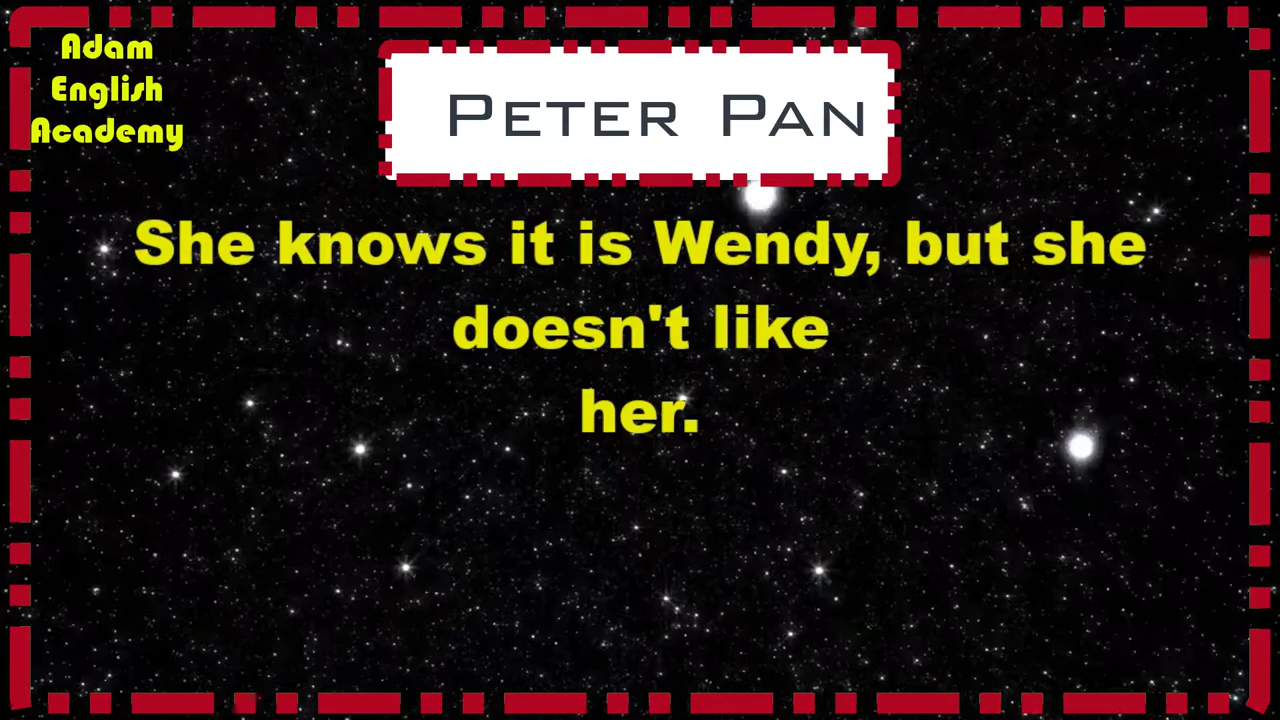 Adam
English
Academy
Peter Pan
She knows it is Wendy, but she
doesn't like
her.